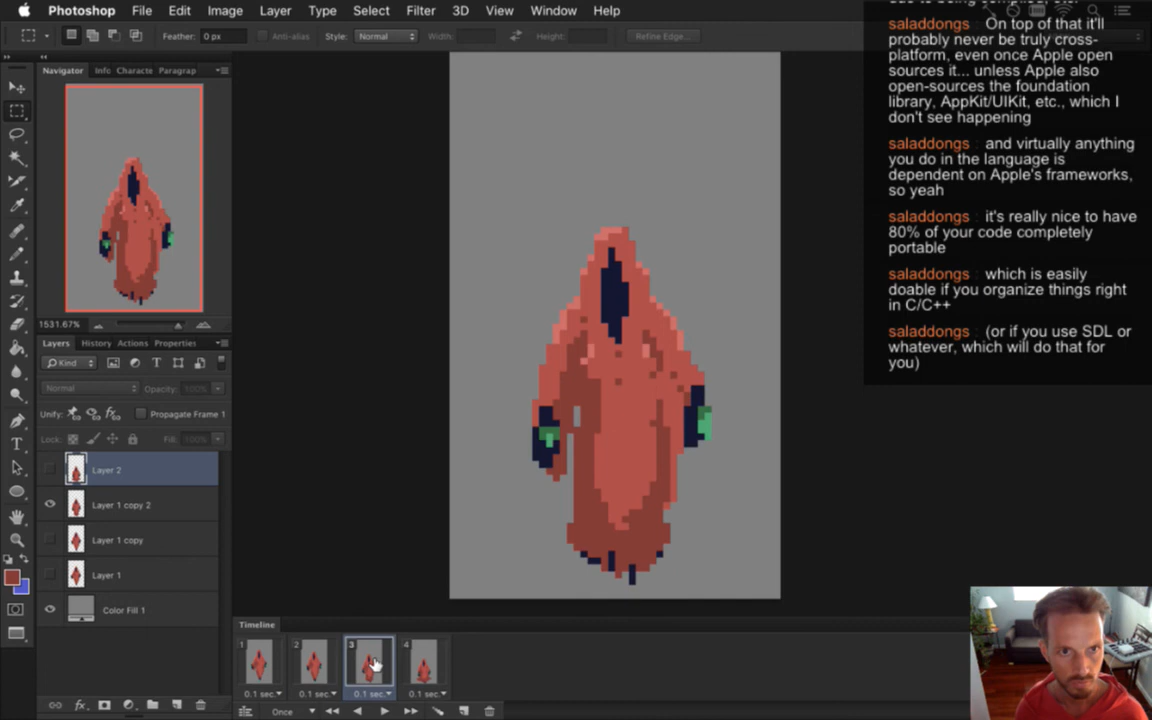 Photoshop File Edit Image Layer Type Select Filter 3D View Window Help
Feather: 0 px Anti-alias Style: Normal Width: Height: Refine Edge...
Navigator Info Characte Paragrap
1531.67%
Layers History Actions Properties
Kind
Normal Opacity: 100%
Unify: Propagate Frame 1
Lock: Fill: 100%
Layer 2
Layer 1 copy 2
Layer 1 copy
Layer 1
Color Fill 1
Timeline
1 2 3 4
0.1 sec. 0.1 sec. 0.1 sec. 0.1 sec.
Once
saladdongs: On top of that it'll
probably never be truly cross-
platform, even once Apple open
sources it... unless Apple also
open-sources the foundation
library, AppKit/UIKit, etc., which I
don't see happening
saladdongs: and virtually anything
you do in the language is
dependent on Apple's frameworks,
so yeah
saladdongs: it's really nice to have
80% of your code completely
portable
saladdongs: which is easily
doable if you organize things right
in C/C++
saladdongs: (or if you use SDL or
whatever, which will do that for
you)